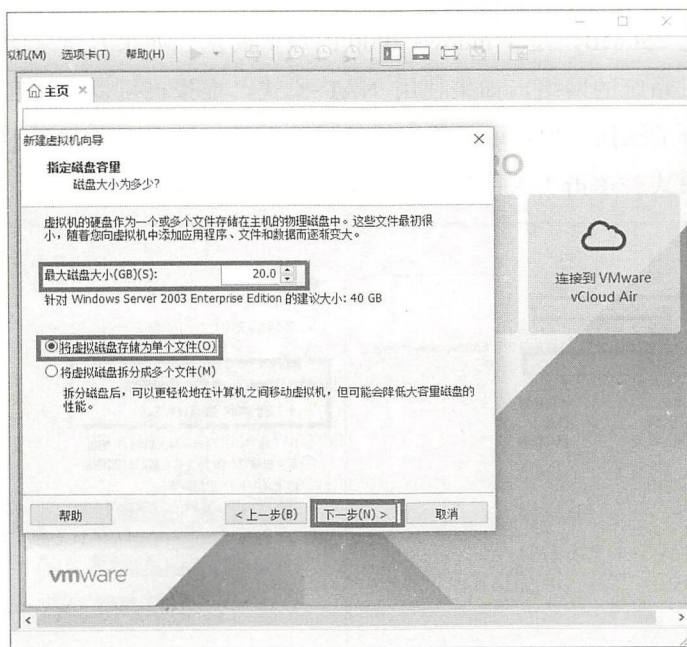 拟机(M) 选项卡(T) 帮助(H)
主页 ×
新建虚拟机向导
指定磁盘容量
磁盘大小为多少?
虚拟机的硬盘作为一个或多个文件存储在主机的物理磁盘中。这些文件最初很
小，随着您向虚拟机中添加应用程序、文件和数据而逐渐变大。
最大磁盘大小(GB)(S): 20.0
针对 Windows Server 2003 Enterprise Edition 的建议大小: 40 GB
将虚拟磁盘存储为单个文件(O)
将虚拟磁盘拆分成多个文件(M)
拆分磁盘后，可以更轻松地在计算机之间移动虚拟机，但可能会降低大容量磁盘的
性能。
帮助 < 上一步(B) 下一步(N) > 取消
RO
连接到 VMware
vCloud Air
vmware